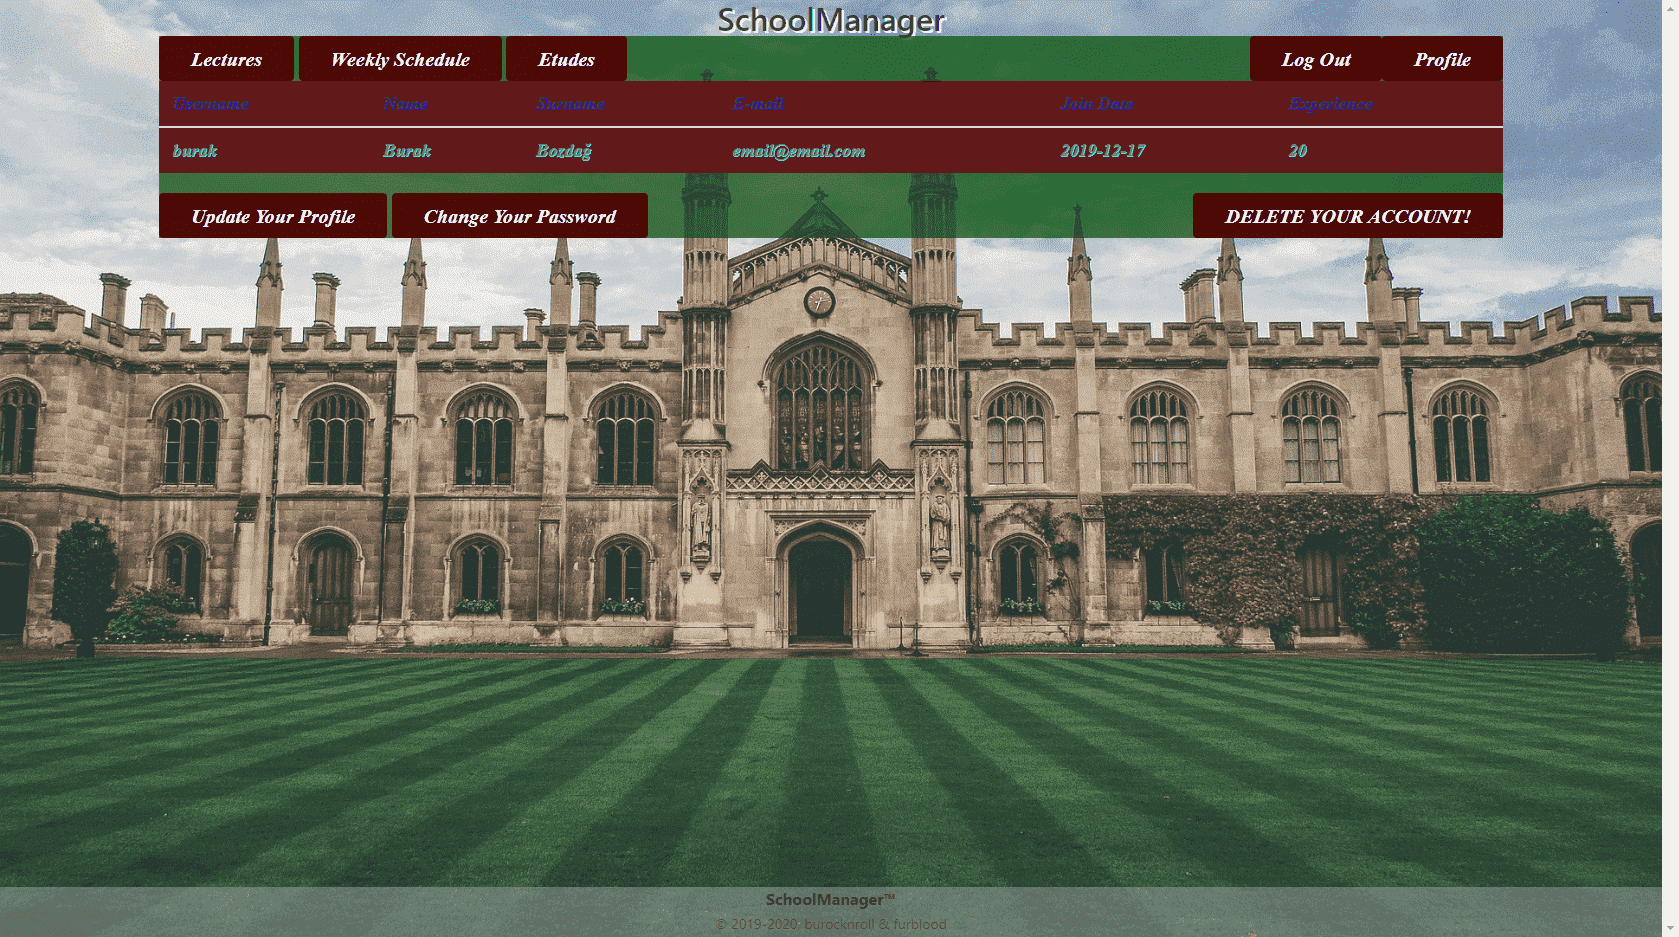 SchoolManager
Lectures Weekly Schedule Etudes Log Out Profile
Username Name Surname E-mail Join Date Experience
burak Burak Bozdağ email@email.com 2019-12-17 20
Update Your Profile Change Your Password DELETE YOUR ACCOUNT!
SchoolManager™
© 2019-2020, burocknroll & furblood